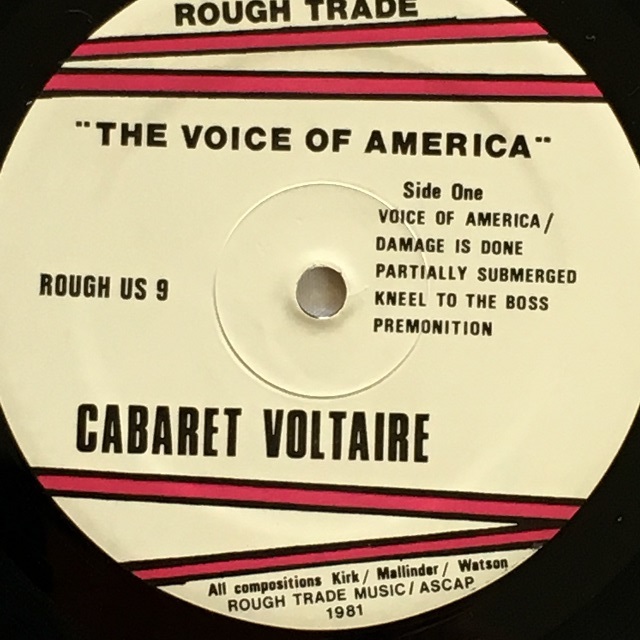 ROUGH TRADE
"THE VOICE OF AMERICA"
Side One
VOICE OF AMERICA/
DAMAGE IS DONE
PARTIALLY SUBMERGED
KNEEL TO THE BOSS
PREMONITION
ROUGH US 9
CABARET VOLTAIRE
All compositions Kirk/ Mallinder/ Watson
ROUGH TRADE MUSIC/ASCAP
1981